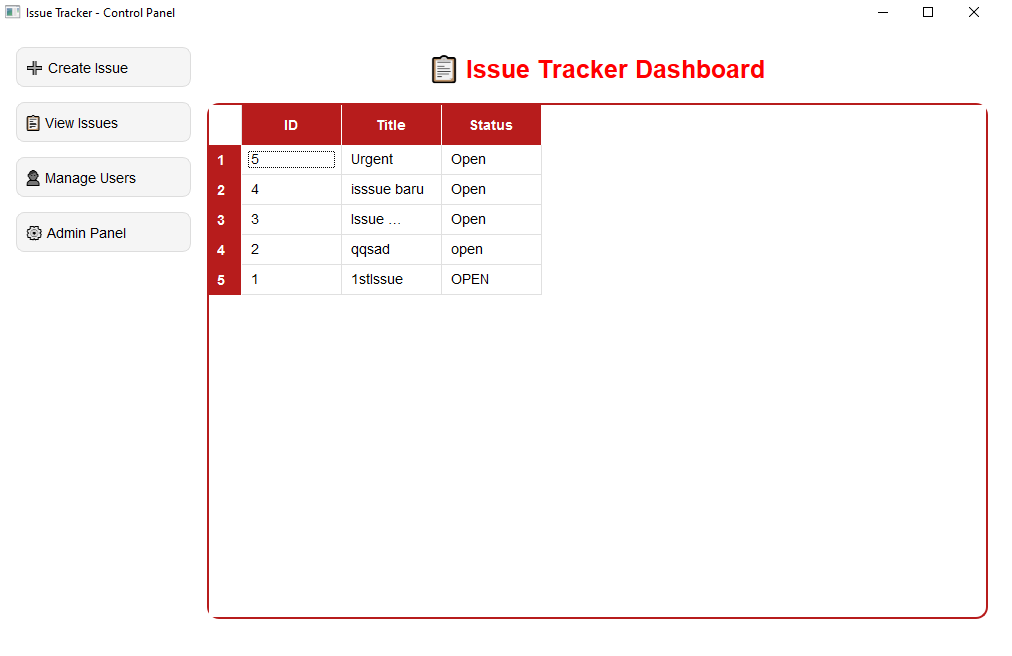 Issue Tracker - Control Panel
Create Issue
View Issues
Manage Users
Admin Panel
Issue Tracker Dashboard
ID Title Status
1 5 Urgent Open
2 4 isssue baru Open
3 3 Issue ... Open
4 2 qqsad open
5 1 1stIssue OPEN